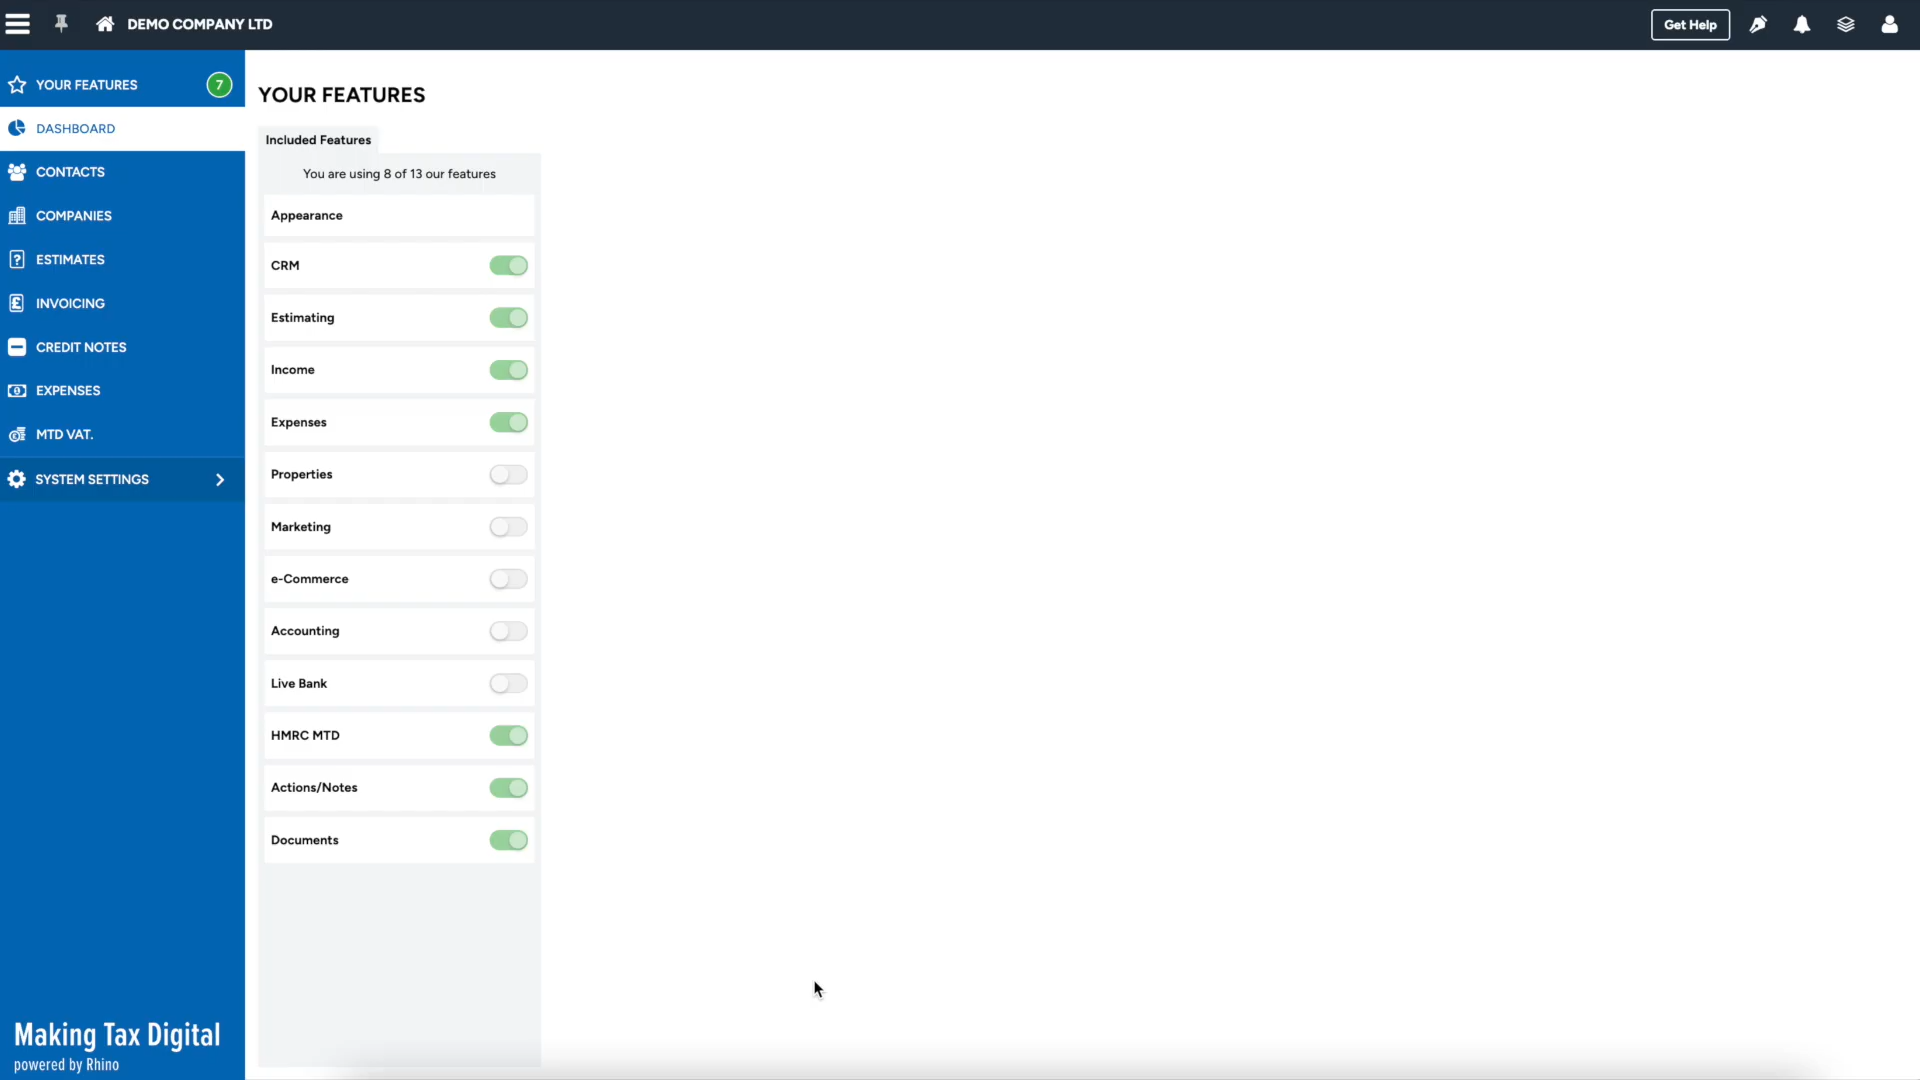 DEMO COMPANY LTD
Get Help
YOUR FEATURES
7
DASHBOARD
CONTACTS
COMPANIES
ESTIMATES
INVOICING
CREDIT NOTES
EXPENSES
MTD VAT.
SYSTEM SETTINGS
Making Tax Digital
powered by Rhino
YOUR FEATURES
Included Features
You are using 8 of 13 our features
Appearance
CRM
Estimating
Income
Expenses
Properties
Marketing
e-Commerce
Accounting
Live Bank
HMRC MTD
Actions/Notes
Documents